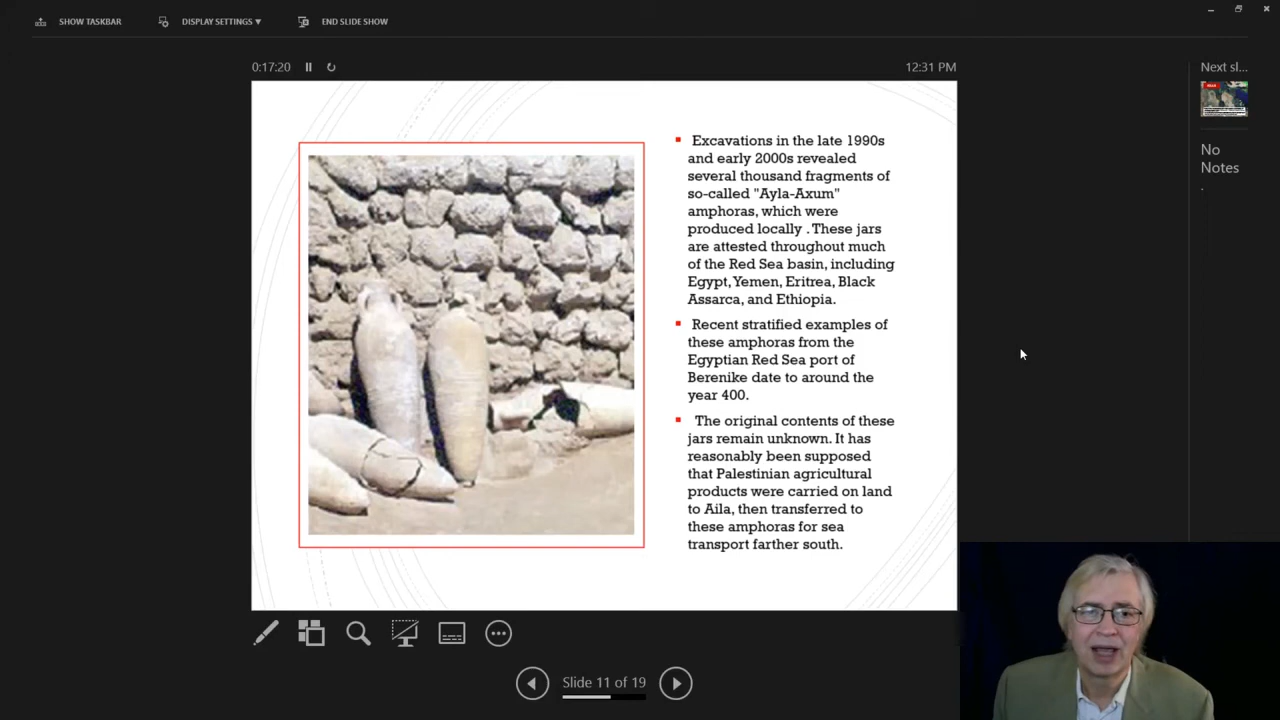 SHOW TASKBAR
DISPLAY SETTINGS ▼
END SLIDE SHOW
0:17:20
12:31 PM
Next sl...
No
Notes
.
Excavations in the late 1990s
and early 2000s revealed
several thousand fragments of
so-called "Ayla-Axum"
amphoras, which were
produced locally . These jars
are attested throughout much
of the Red Sea basin, including
Egypt, Yemen, Eritrea, Black
Assarca, and Ethiopia.
Recent stratified examples of
these amphoras from the
Egyptian Red Sea port of
Berenike date to around the
year 400.
The original contents of these
jars remain unknown. It has
reasonably been supposed
that Palestinian agricultural
products were carried on land
to Aila, then transferred to
these amphoras for sea
transport farther south.
Slide 11 of 19